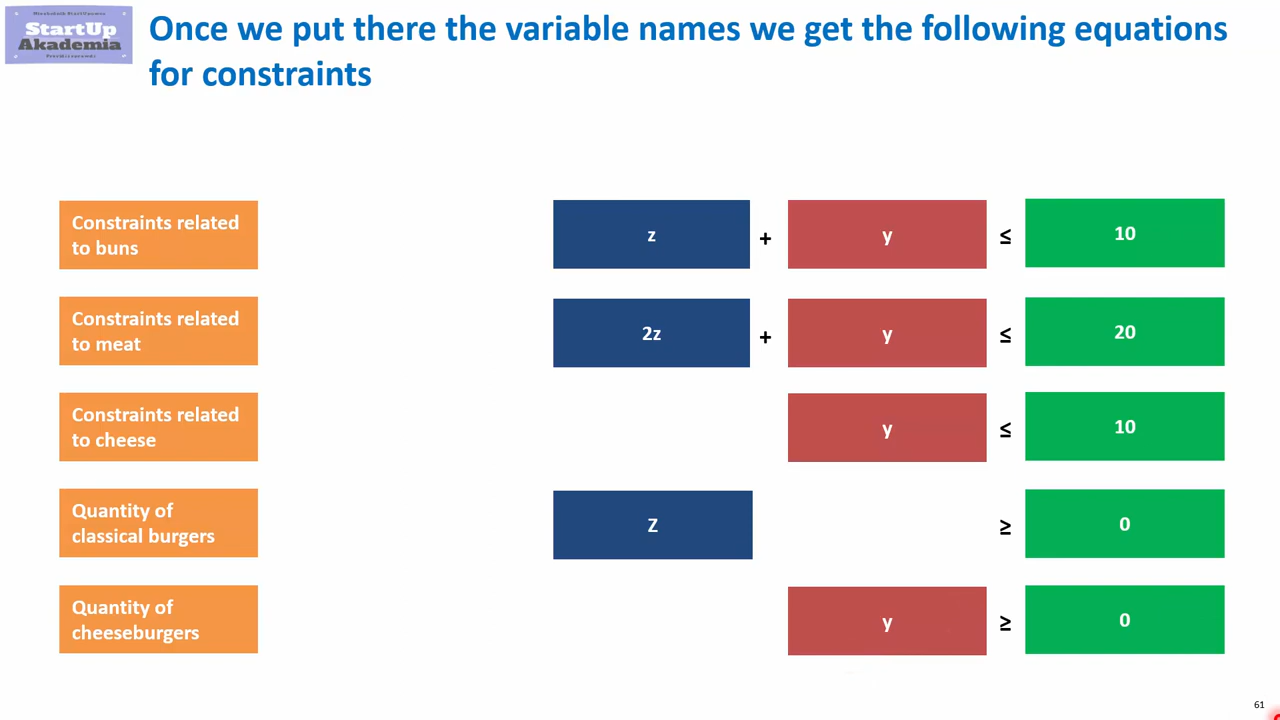 StartUp
Akademia
Once we put there the variable names we get the following equations
for constraints
Constraints related
to buns
z + y ≤ 10
Constraints related
to meat
2z + y ≤ 20
Constraints related
to cheese
y ≤ 10
Quantity of
classical burgers
Z ≥ 0
Quantity of
cheeseburgers
y ≥ 0
61